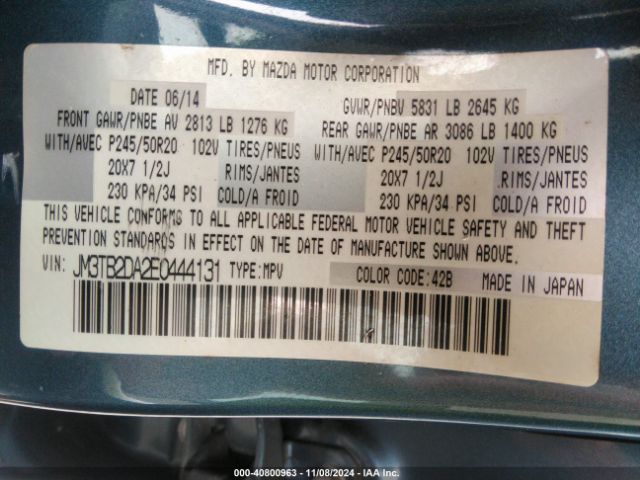 MFD. BY MAZDA MOTOR CORPORATION
DATE 06/14 GVWR/PNBV 5831 LB 2645 KG
FRONT GAWR/PNBE AV 2813 LB 1276 KG REAR GAWR/PNBE AR 3086 LB 1400 KG
WITH/AVEC P245/50R20 102V TIRES/PNEUS WITH/AVEC P245/50R20 102V TIRES/PNEUS
20X7 1/2J RIMS/JANTES 20X7 1/2J RIMS/JANTES
230 KPA/34 PSI COLD/A FROID 230 KPA/34 PSI COLD/A FROID
THIS VEHICLE CONFORMS TO ALL APPLICABLE FEDERAL MOTOR VEHICLE SAFETY AND THEFT
PREVENTION STANDARDS IN EFFECT ON THE DATE OF MANUFACTURE SHOWN ABOVE.
VIN: JM3TB2DA2E0444131 TYPE:MPV COLOR CODE:42B MADE IN JAPAN
000-40800963 - 11/08/2024 - IAA Inc.